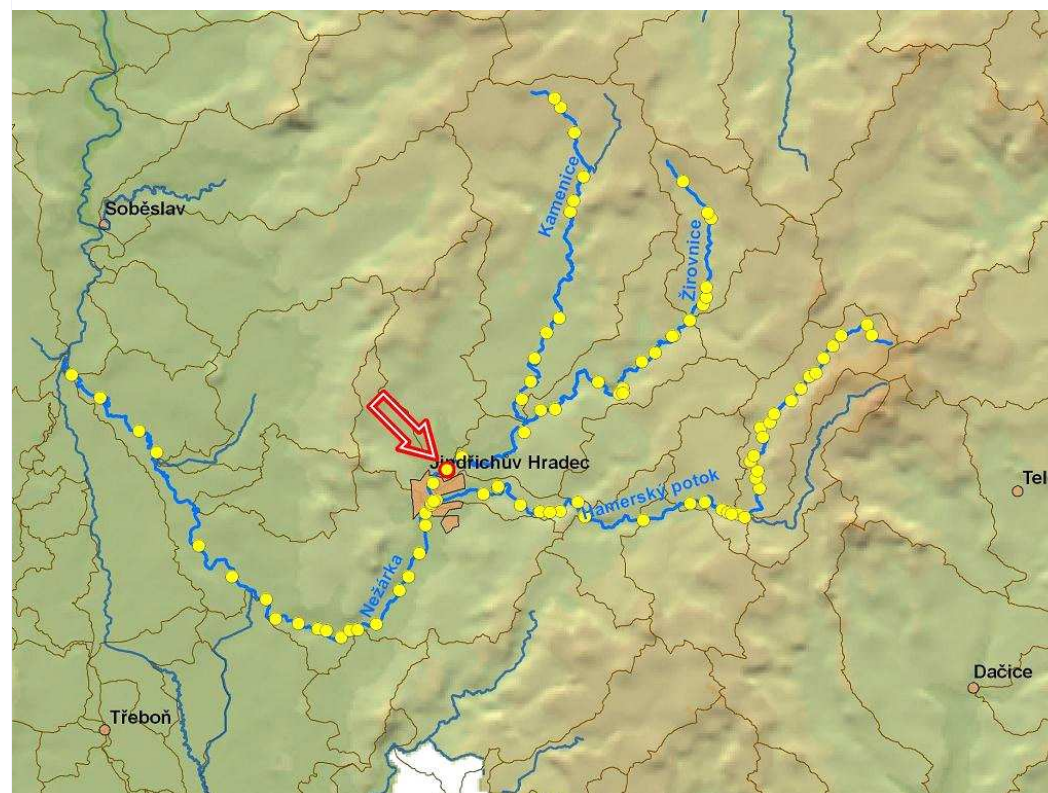 Soběslav
Kamenice
Žirovnice
Jindřichův Hradec
Tel
Hamerský potok
Nežárka
Dačice
Třeboň